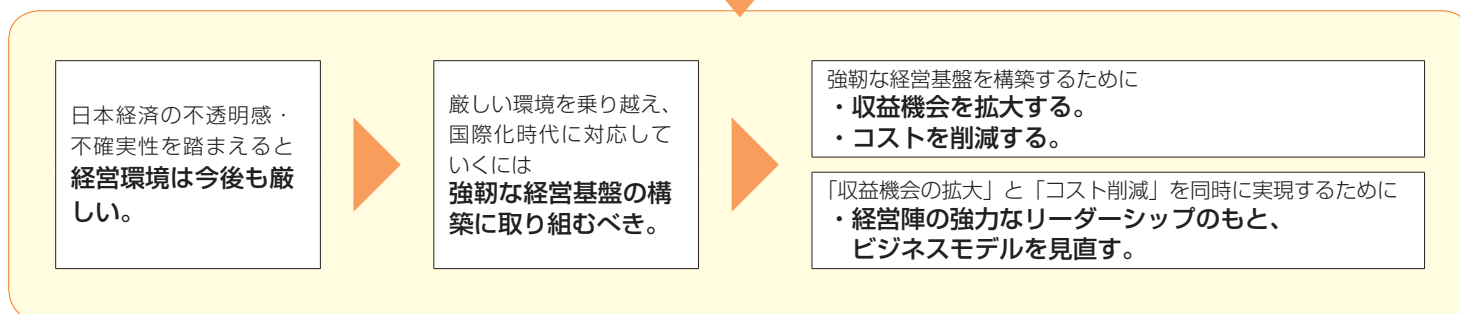 日本経済の不透明感・
不確実性を踏まえると
経営環境は今後も厳
しい。
厳しい環境を乗り越え、
国際化時代に対応して
いくには
強靭な経営基盤の構
築に取り組むべき。
強靭な経営基盤を構築するために
・収益機会を拡大する。
・コストを削減する。
「収益機会の拡大」と「コスト削減」を同時に実現するために
・経営陣の強力なリーダーシップのもと、
ビジネスモデルを見直す。